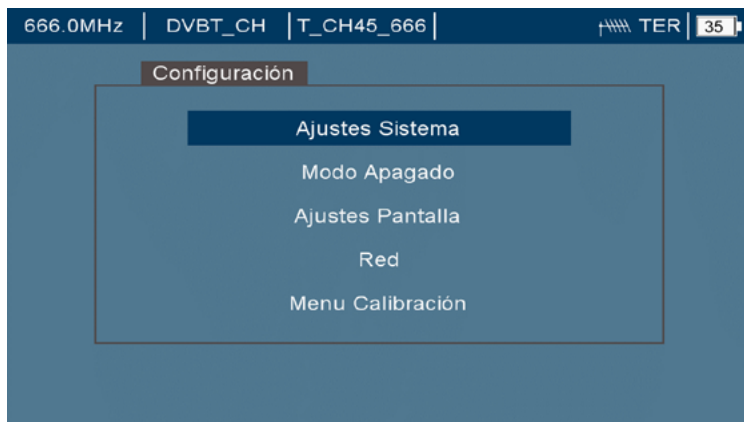 666.0MHz DVBT_CH T_CH45_666 TER 35
Configuración
Ajustes Sistema
Modo Apagado
Ajustes Pantalla
Red
Menu Calibración